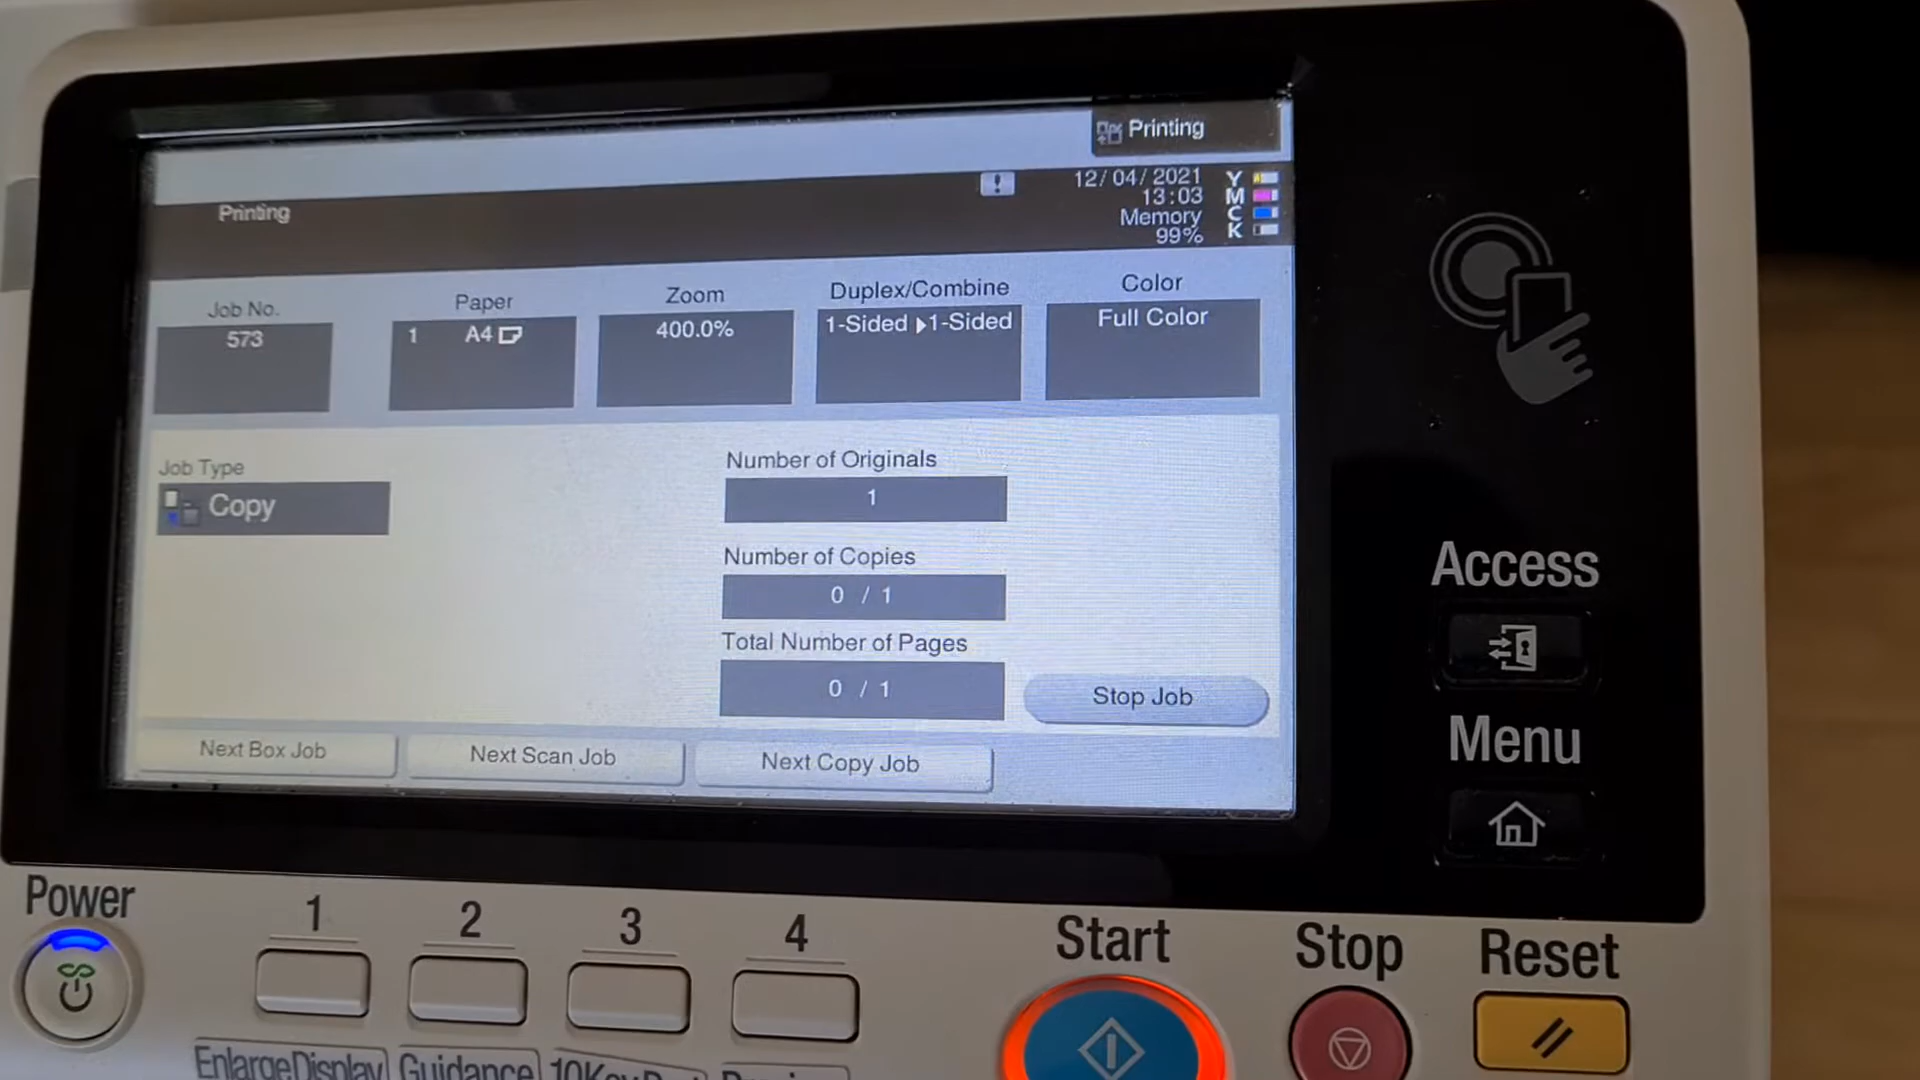 Printing
Printing
!
12/04/2021
13:03
Memory
99%
Y
M
C
K
Job No.
573
Paper
1 A4
Zoom
400.0%
Duplex/Combine
1-Sided ▶1-Sided
Color
Full Color
Job Type
Copy
Number of Originals
1
Number of Copies
0 / 1
Total Number of Pages
0 / 1
Stop Job
Next Box Job
Next Scan Job
Next Copy Job
Access
Menu
Power
1
2
3
4
Start
Stop
Reset
EnlargeDisplay
Guidance